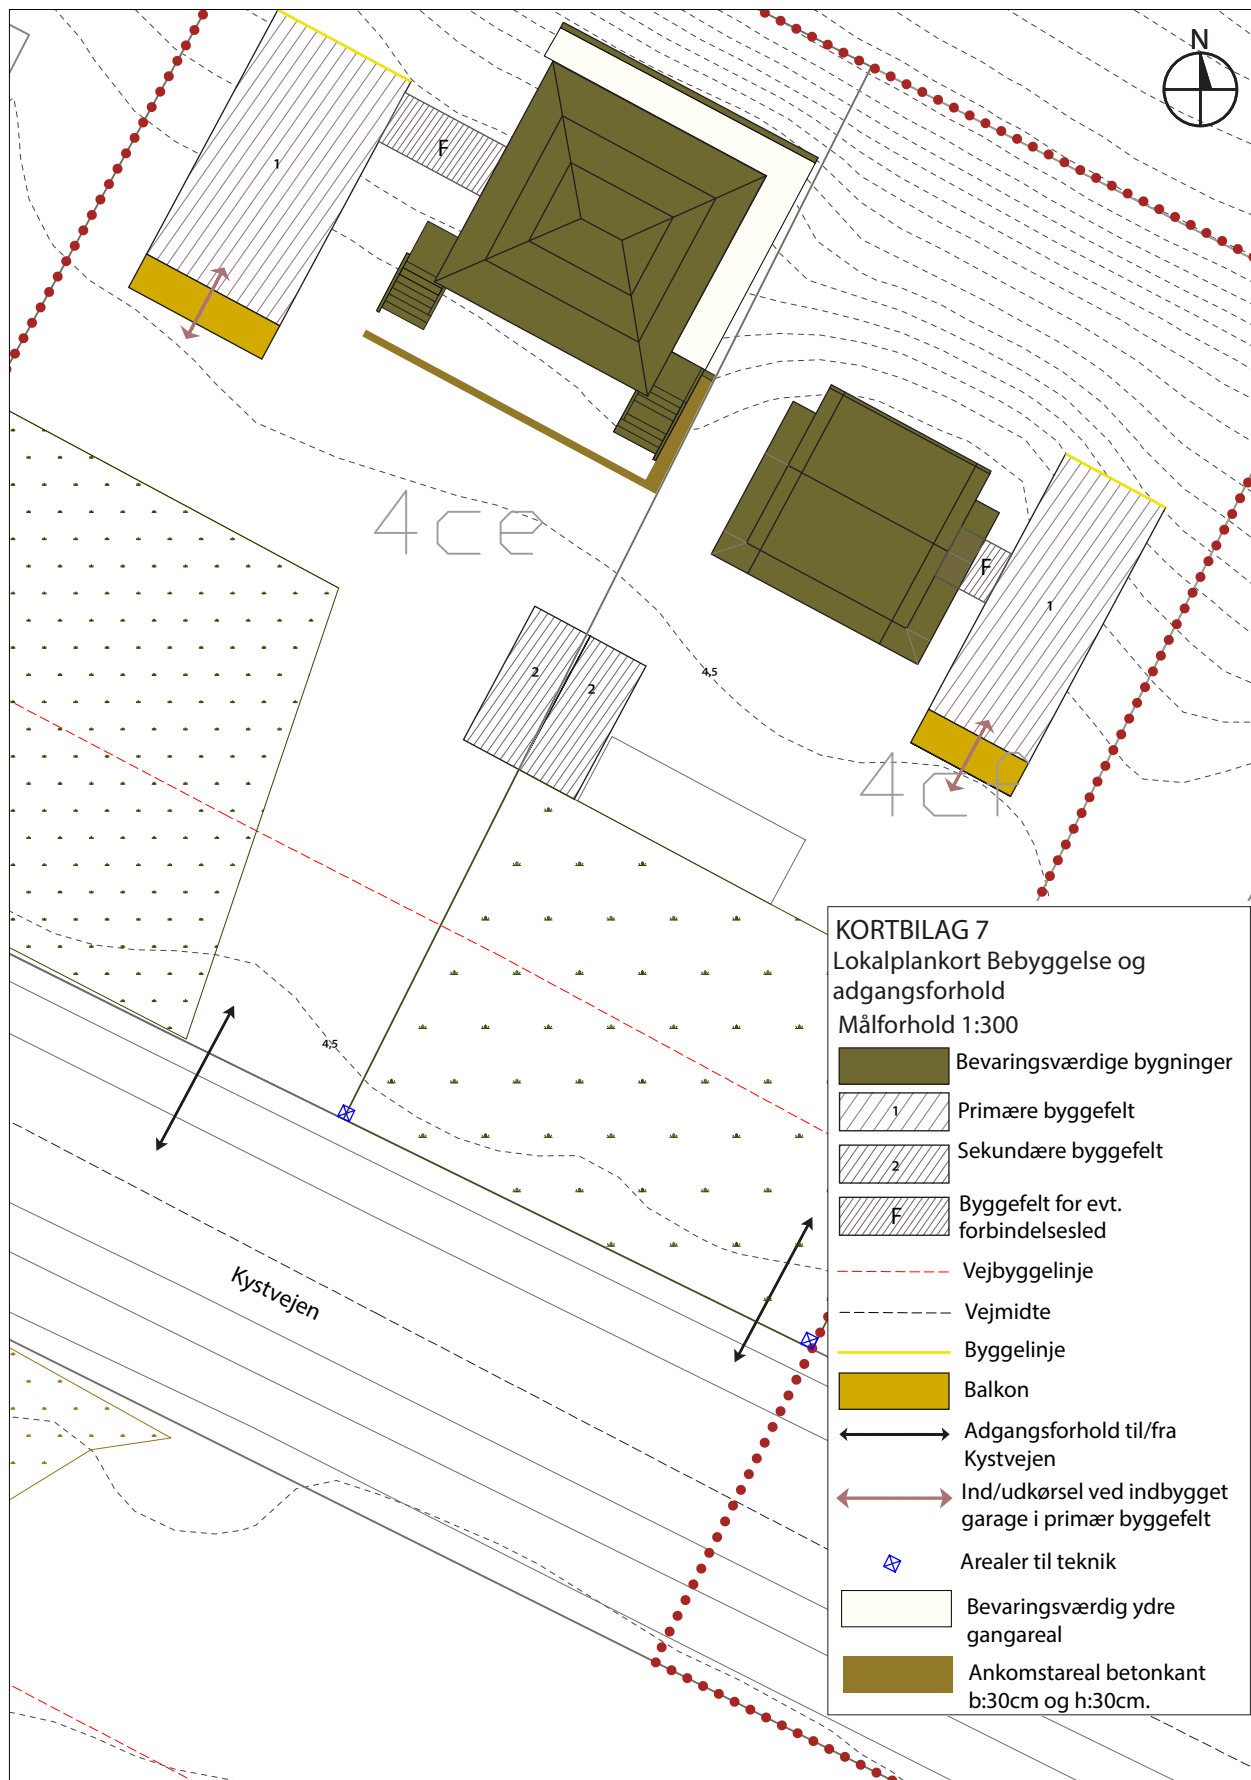 N
1
F
4ce
F
1
2
2
4,5
4cf
4,5
Kystvejen
KORTBILAG 7
Lokalplankort Bebyggelse og
adgangsforhold
Målforhold 1:300
Bevaringsværdige bygninger
1
Primære byggefelt
2
Sekundære byggefelt
F
Byggefelt for evt.
forbindelsesled
Vejbyggelinje
Vejmidte
Byggelinje
Balkon
Adgangsforhold til/fra
Kystvejen
Ind/udkørsel ved indbygget
garage i primær byggefelt
Arealer til teknik
Bevaringsværdig ydre
gangareal
Ankomstareal betonkant
b:30cm og h:30cm.